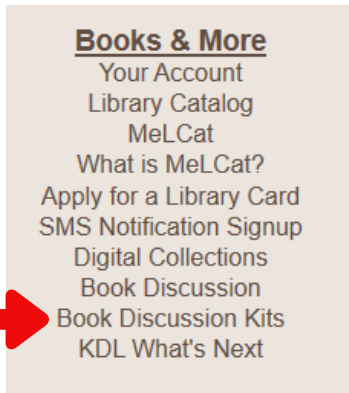 Books & More
Your Account
Library Catalog
MeLCat
What is MeLCat?
Apply for a Library Card
SMS Notification Signup
Digital Collections
Book Discussion
Book Discussion Kits
KDL What's Next